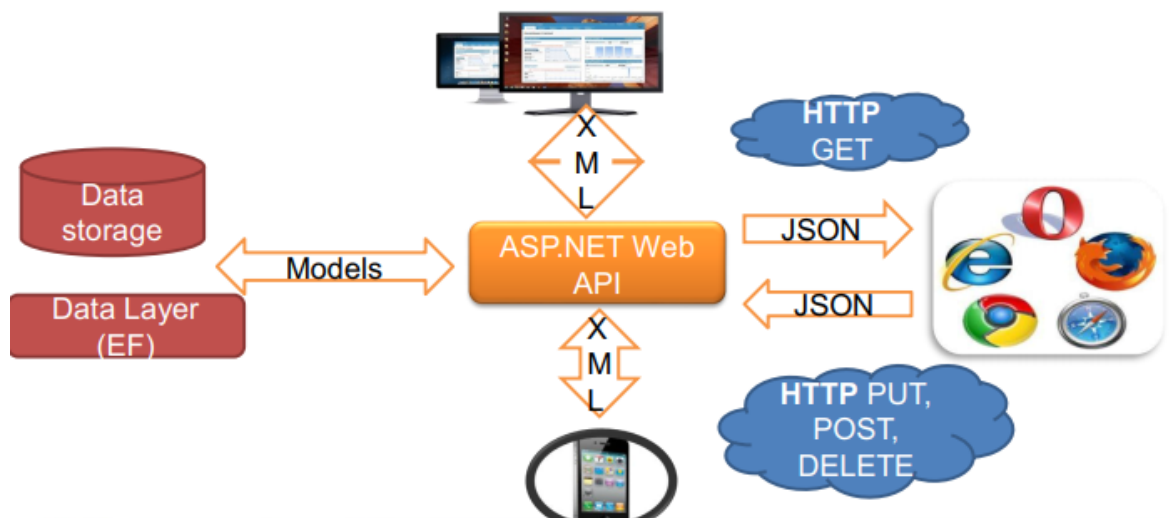 X
M
L
HTTP
GET
Data
storage
Models
ASP.NET Web
API
JSON
JSON
Data Layer
(EF)
X
M
L
HTTP PUT,
POST,
DELETE